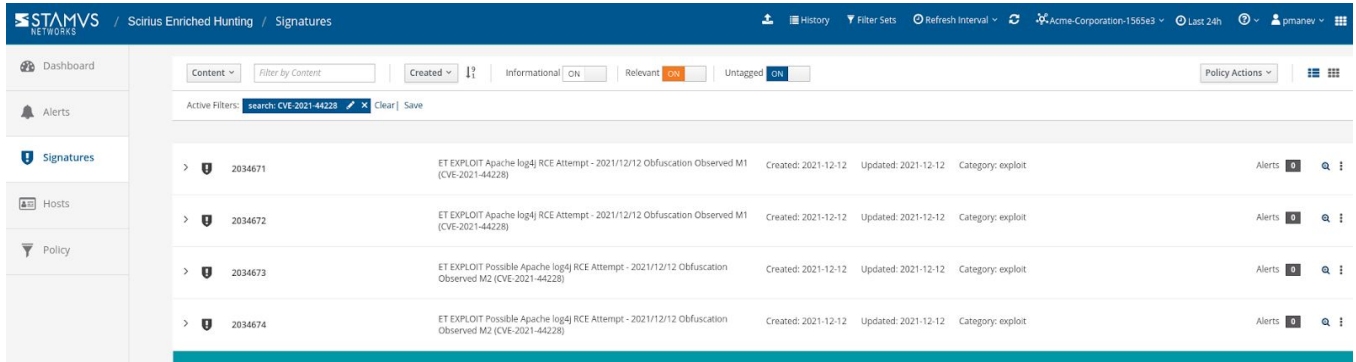 STAMVS NETWORKS / Scirius Enriched Hunting / Signatures
History Filter Sets Refresh Interval Acme-Corporation-1565e3 Last 24h pmanev
Dashboard
Alerts
Signatures
Hosts
Policy
Content Filter by Content Created Informational ON Relevant ON Untagged ON Policy Actions
Active Filters: search: CVE-2021-44228 Clear| Save
2034671 ET EXPLOIT Apache log4j RCE Attempt - 2021/12/12 Obfuscation Observed M1 Created: 2021-12-12 Updated: 2021-12-12 Category: exploit Alerts 0
(CVE-2021-44228)
2034672 ET EXPLOIT Apache log4j RCE Attempt - 2021/12/12 Obfuscation Observed M1 Created: 2021-12-12 Updated: 2021-12-12 Category: exploit Alerts 0
(CVE-2021-44228)
2034673 ET EXPLOIT Possible Apache log4j RCE Attempt - 2021/12/12 Obfuscation Created: 2021-12-12 Updated: 2021-12-12 Category: exploit Alerts 0
Observed M2 (CVE-2021-44228)
2034674 ET EXPLOIT Possible Apache log4j RCE Attempt - 2021/12/12 Obfuscation Created: 2021-12-12 Updated: 2021-12-12 Category: exploit Alerts 0
Observed M2 (CVE-2021-44228)